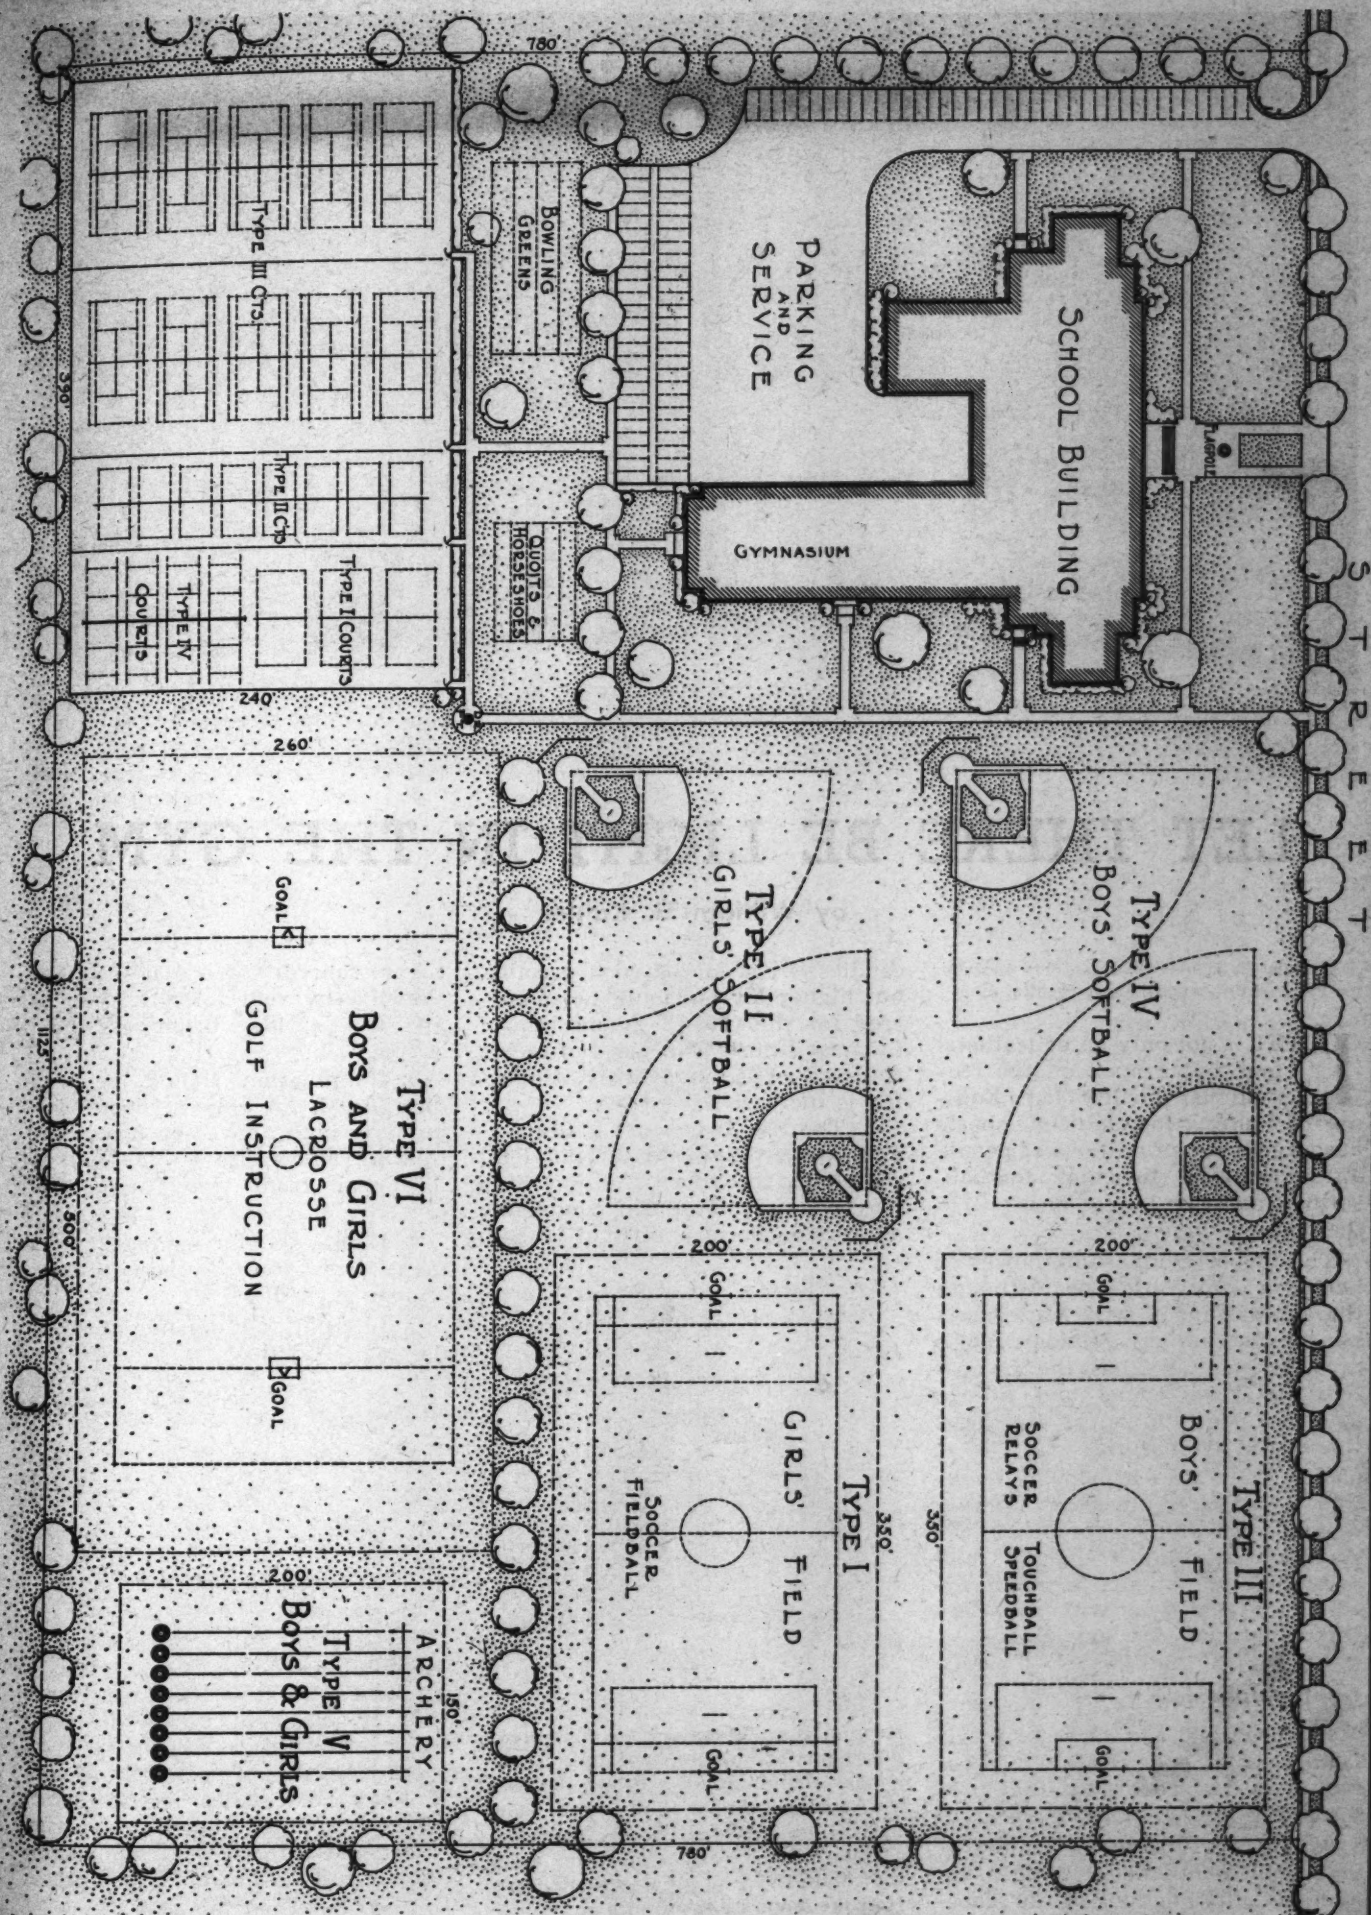 780'
TYPE III CTS.
390'
TYPE II CTS
TYPE I COURTS
TYPE IV
COURTS
240
BOWLING
GREENS
QUOITS &
HORSESHOES
PARKING
AND
SERVICE
SCHOOL BUILDING
GYMNASIUM
FLAGPOLE
STREET
260'
GOAL
TYPE VI
BOYS AND GIRLS
LACROSSE
GOLF INSTRUCTION
GOAL
1125'
500'
TYPE II
GIRLS' SOFTBALL
TYPE IV
BOYS' SOFTBALL
200'
GOAL
TYPE I
GIRLS' FIELD
SOCCER
FIELDBALL
GOAL
350'
200'
GOAL
TYPE III
BOYS' FIELD
SOCCER
RELAYS
TOUCHBALL
SPEEDBALL
GOAL
350'
200'
ARCHERY
TYPE V
BOYS & GIRLS
150'
780'